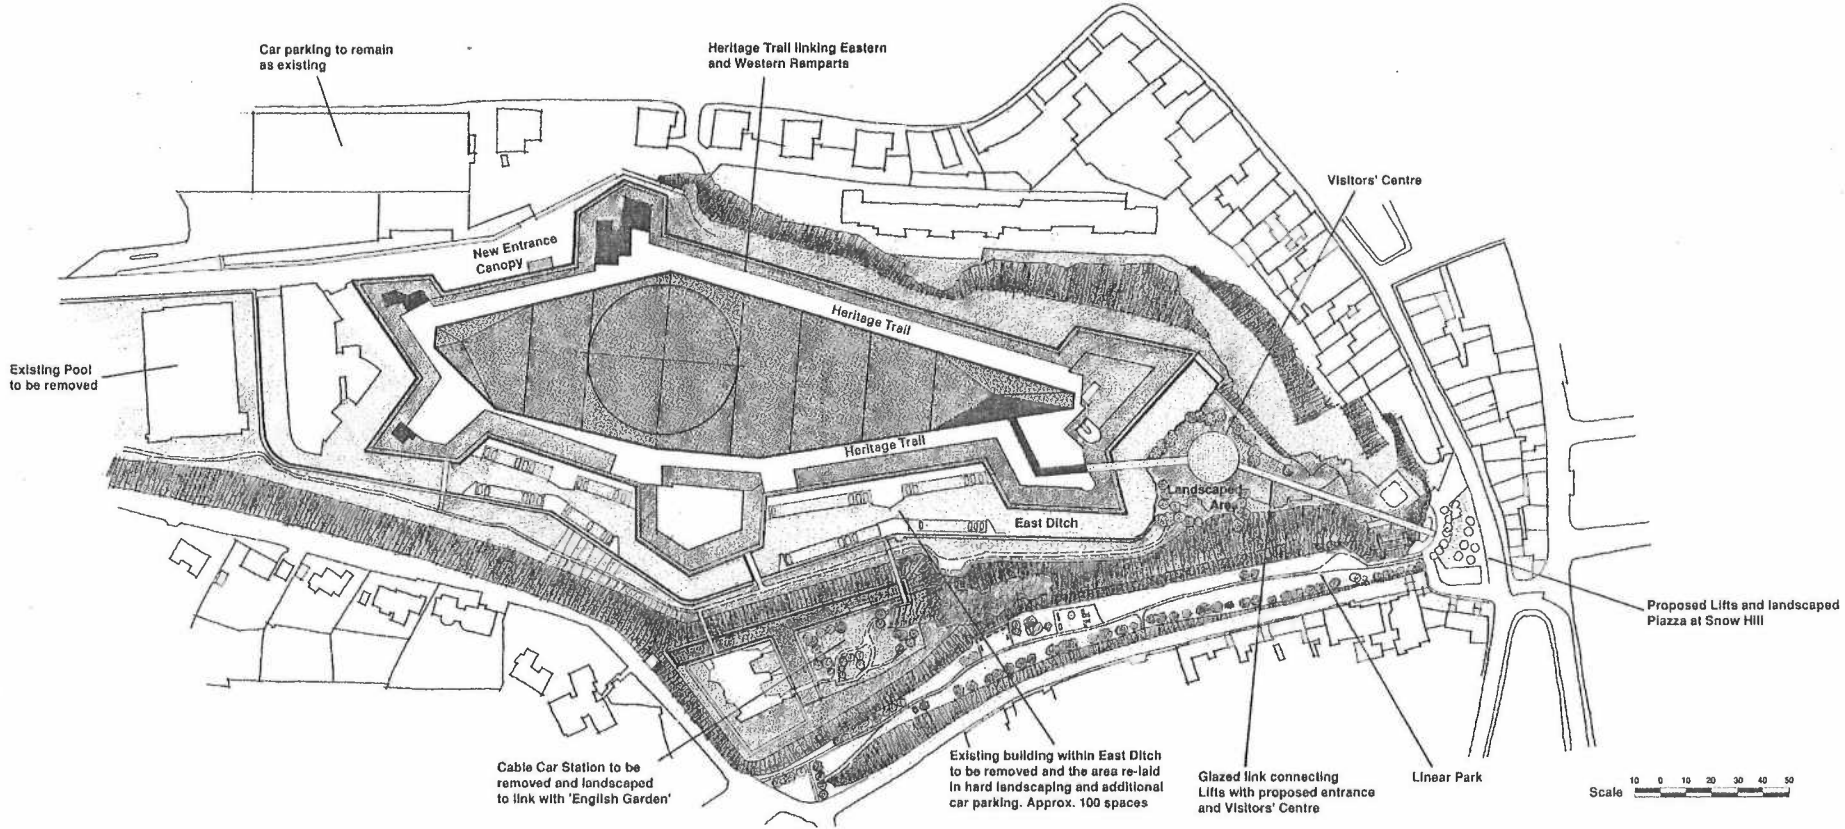 Car parking to remain
as existing
Heritage Trail linking Eastern
and Western Ramparts
Visitors' Centre
New Entrance
Canopy
Heritage Trail
Existing Pool
to be removed
Heritage Trail
Landscaped
Area
East Ditch
Proposed Lifts and landscaped
Piazza at Snow Hill
Cable Car Station to be
removed and landscaped
to link with 'English Garden'
Existing building within East Ditch
to be removed and the area re-laid
in hard landscaping and additional
car parking. Approx. 100 spaces
Glazed link connecting
Lifts with proposed entrance
and Visitors' Centre
Linear Park
Scale
10 0 10 20 30 40 50